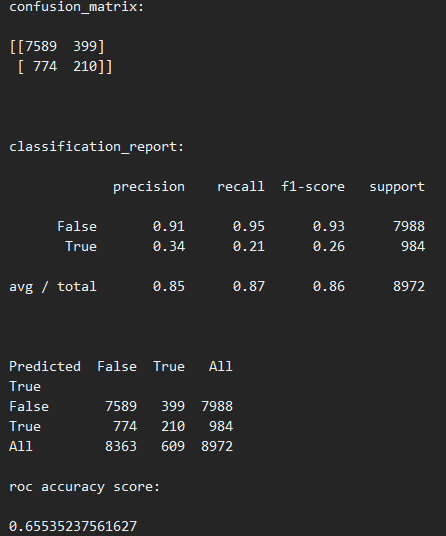 confusion_matrix:
[[7589 399]
[ 774 210]]
classification_report:
precision recall f1-score support
False 0.91 0.95 0.93 7988
True 0.34 0.21 0.26 984
avg / total 0.85 0.87 0.86 8972
Predicted False True All
True
False 7589 399 7988
True 774 210 984
All 8363 609 8972
roc accuracy score:
0.65535237561627